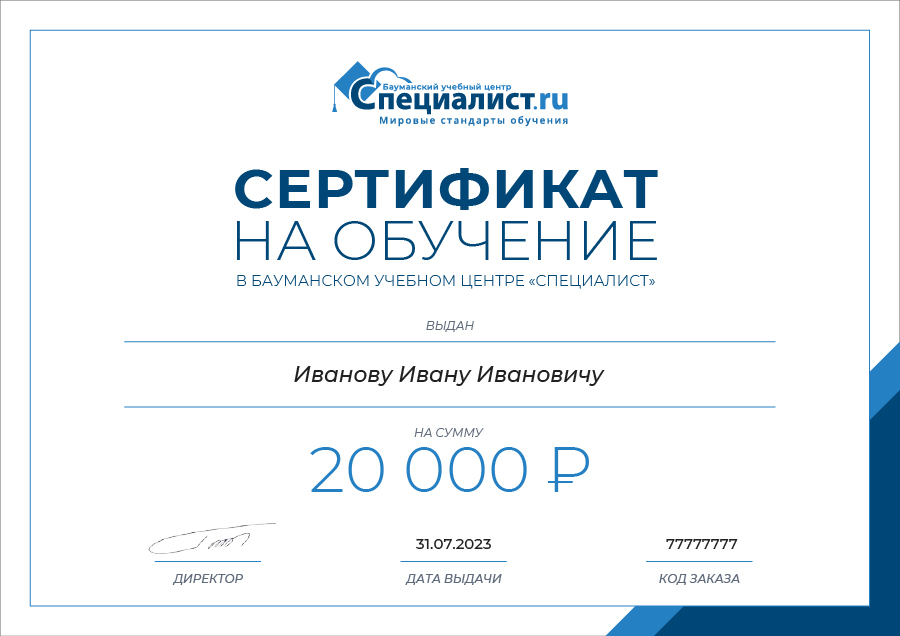 Бауманский учебный центр
Специалист.ru
Мировые стандарты обучения
СЕРТИФИКАТ
НА ОБУЧЕНИЕ
В БАУМАНСКОМ УЧЕБНОМ ЦЕНТРЕ «СПЕЦИАЛИСТ»
ВЫДАН
Иванову Ивану Ивановичу
НА СУММУ
20 000 ₽
31.07.2023
77777777
ДИРЕКТОР
ДАТА ВЫДАЧИ
КОД ЗАКАЗА